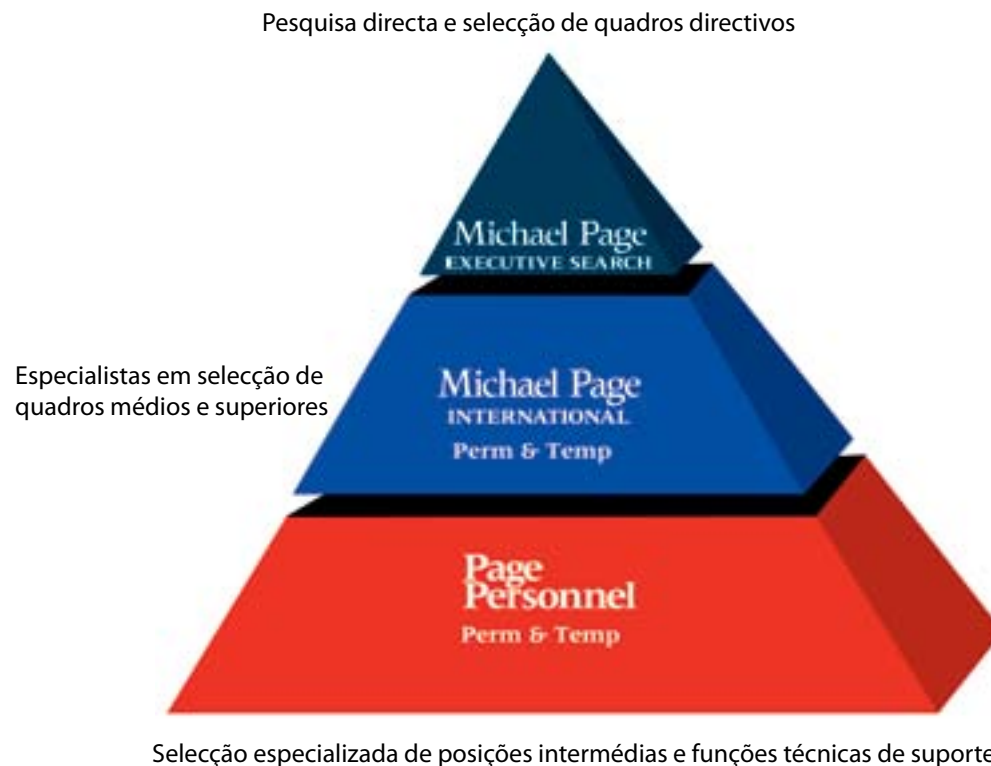 Pesquisa directa e selecção de quadros directivos
Michael Page
EXECUTIVE SEARCH
Especialistas em selecção de
quadros médios e superiores
Michael Page
INTERNATIONAL
Perm & Temp
Page
Personnel
Perm & Temp
Selecção especializada de posições intermédias e funções técnicas de suporte